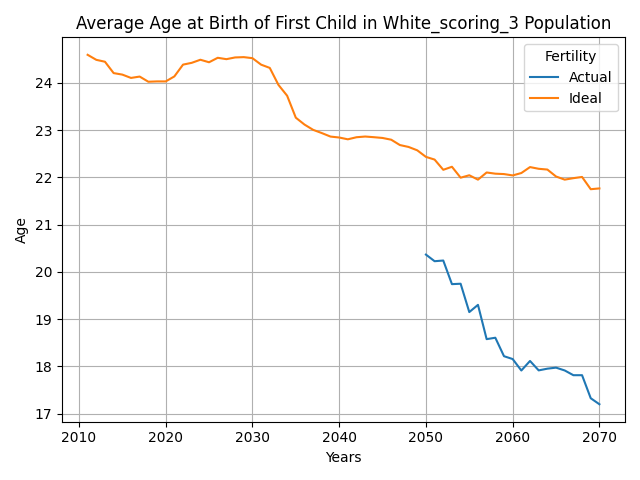 Average Age at Birth of First Child in White_scoring_3 Population
Fertility
Actual
Ideal
Age
24
23
22
21
20
19
18
17
2010 2020 2030 2040 2050 2060 2070
Years